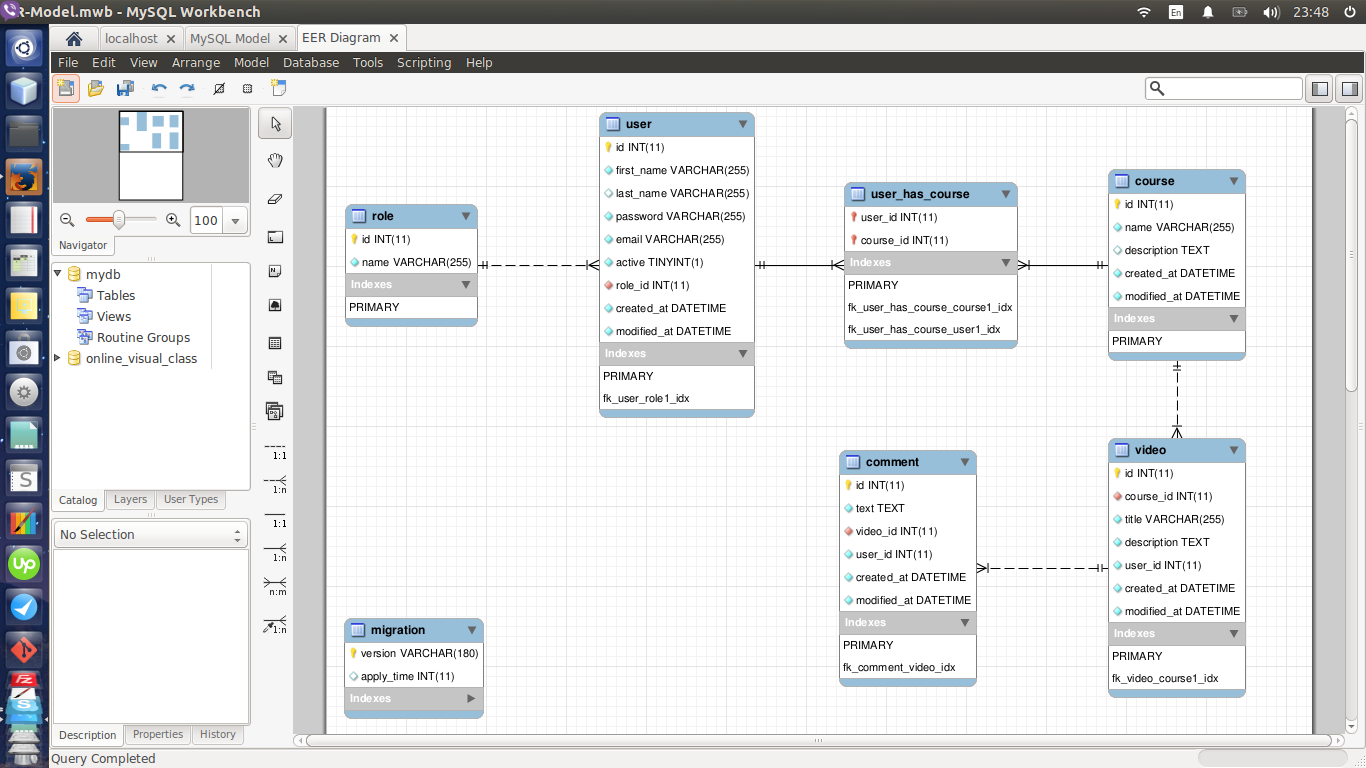 R-Model.mwb - MySQL Workbench
En
23:48
localhost
MySQL Model
EER Diagram
File Edit View Arrange Model Database Tools Scripting Help
100
Navigator
mydb
Tables
Views
Routine Groups
online_visual_class
Catalog Layers User Types
No Selection
Description Properties History
Query Completed
1:1
1:n
1:1
1:n
n:m
1:n
role
id INT(11)
name VARCHAR(255)
Indexes
PRIMARY
user
id INT(11)
first_name VARCHAR(255)
last_name VARCHAR(255)
password VARCHAR(255)
email VARCHAR(255)
active TINYINT(1)
role_id INT(11)
created_at DATETIME
modified_at DATETIME
Indexes
PRIMARY
fk_user_role1_idx
user_has_course
user_id INT(11)
course_id INT(11)
Indexes
PRIMARY
fk_user_has_course_course1_idx
fk_user_has_course_user1_idx
course
id INT(11)
name VARCHAR(255)
description TEXT
created_at DATETIME
modified_at DATETIME
Indexes
PRIMARY
comment
id INT(11)
text TEXT
video_id INT(11)
user_id INT(11)
created_at DATETIME
modified_at DATETIME
Indexes
PRIMARY
fk_comment_video_idx
video
id INT(11)
course_id INT(11)
title VARCHAR(255)
description TEXT
user_id INT(11)
created_at DATETIME
modified_at DATETIME
Indexes
PRIMARY
fk_video_course1_idx
migration
version VARCHAR(180)
apply_time INT(11)
Indexes
S
up
FZ